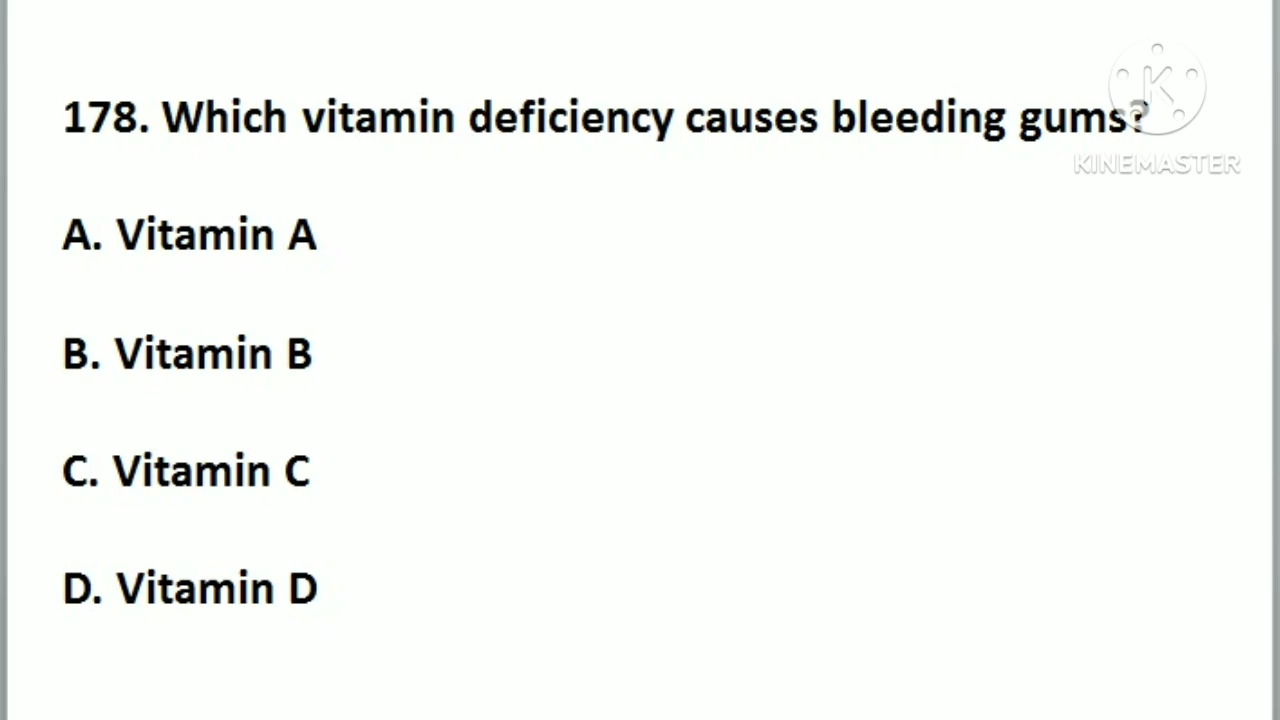 178. Which vitamin deficiency causes bleeding gums?
KINEMASTER
A. Vitamin A
B. Vitamin B
C. Vitamin C
D. Vitamin D